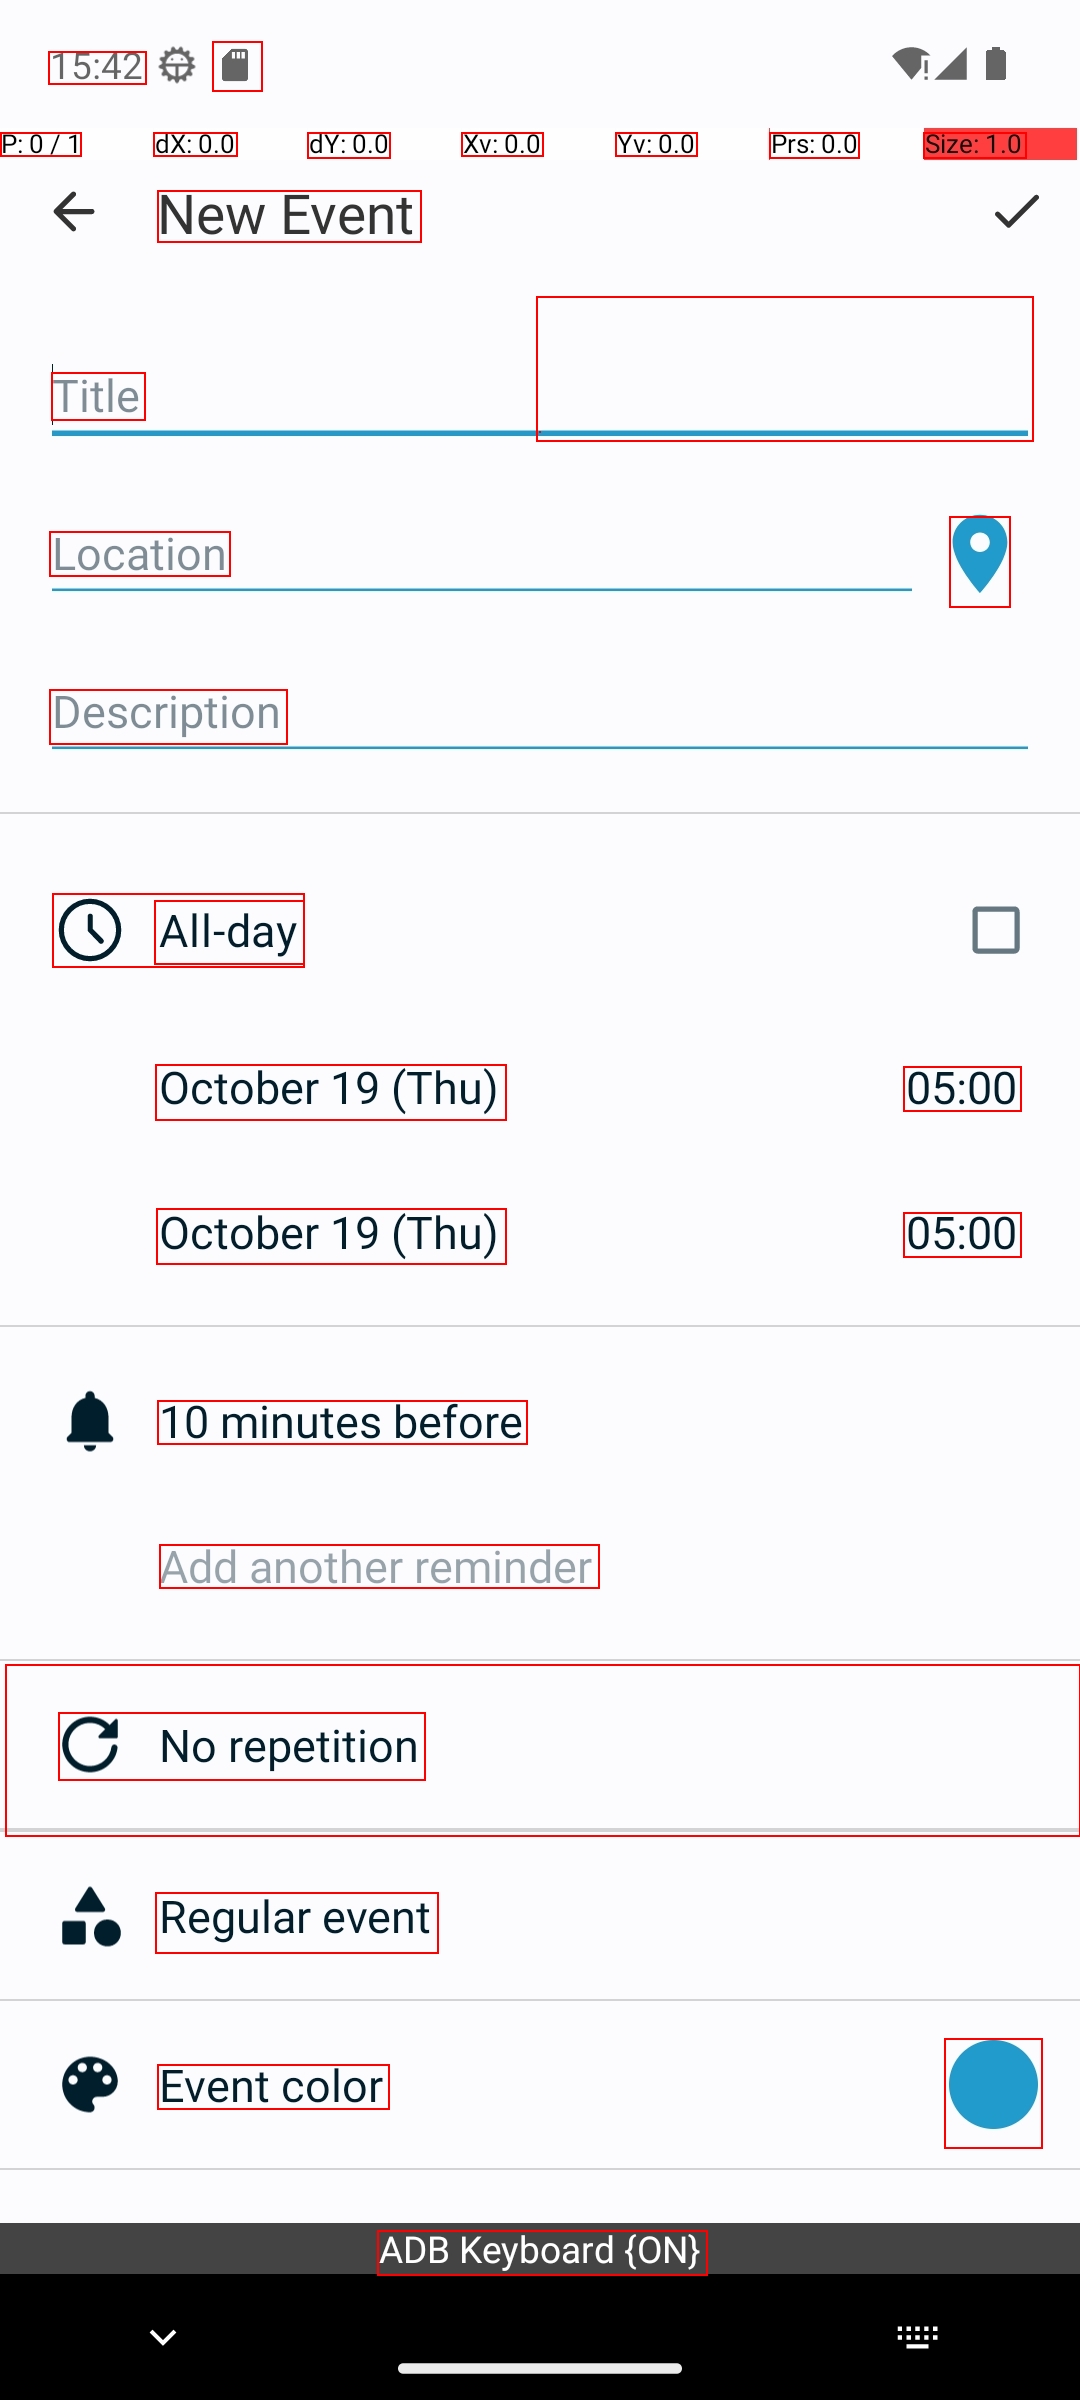 15:42
P: 0 / 1 dX: 0.0 dY: 0.0 Xv: 0.0 Yv: 0.0 Prs: 0.0 Size: 1.0
New Event
Title
Location
Description
All-day
October 19 (Thu) 05:00
October 19 (Thu) 05:00
10 minutes before
Add another reminder
No repetition
Regular event
Event color
ADB Keyboard {ON}